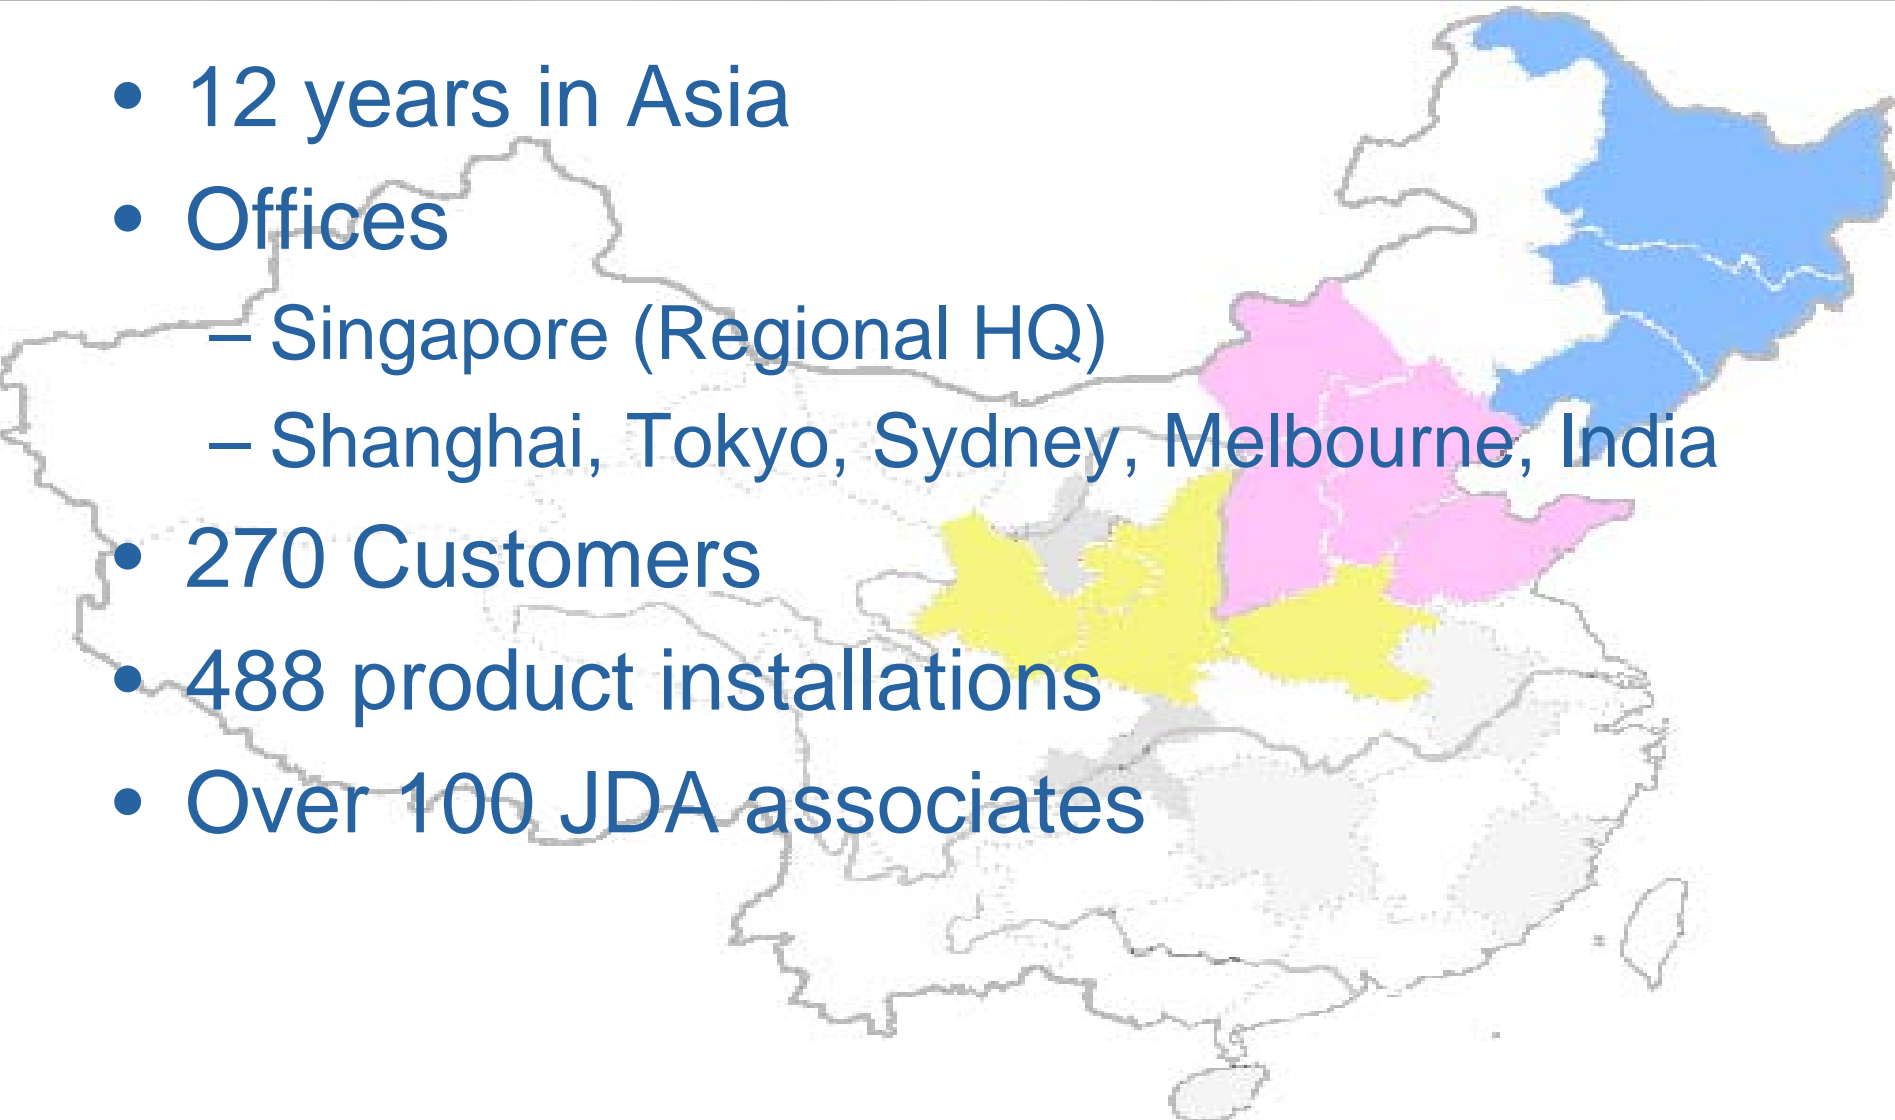 • 12 years in Asia
• Offices
– Singapore (Regional HQ)
– Shanghai, Tokyo, Sydney, Melbourne, India
• 270 Customers
• 488 product installations
• Over 100 JDA associates